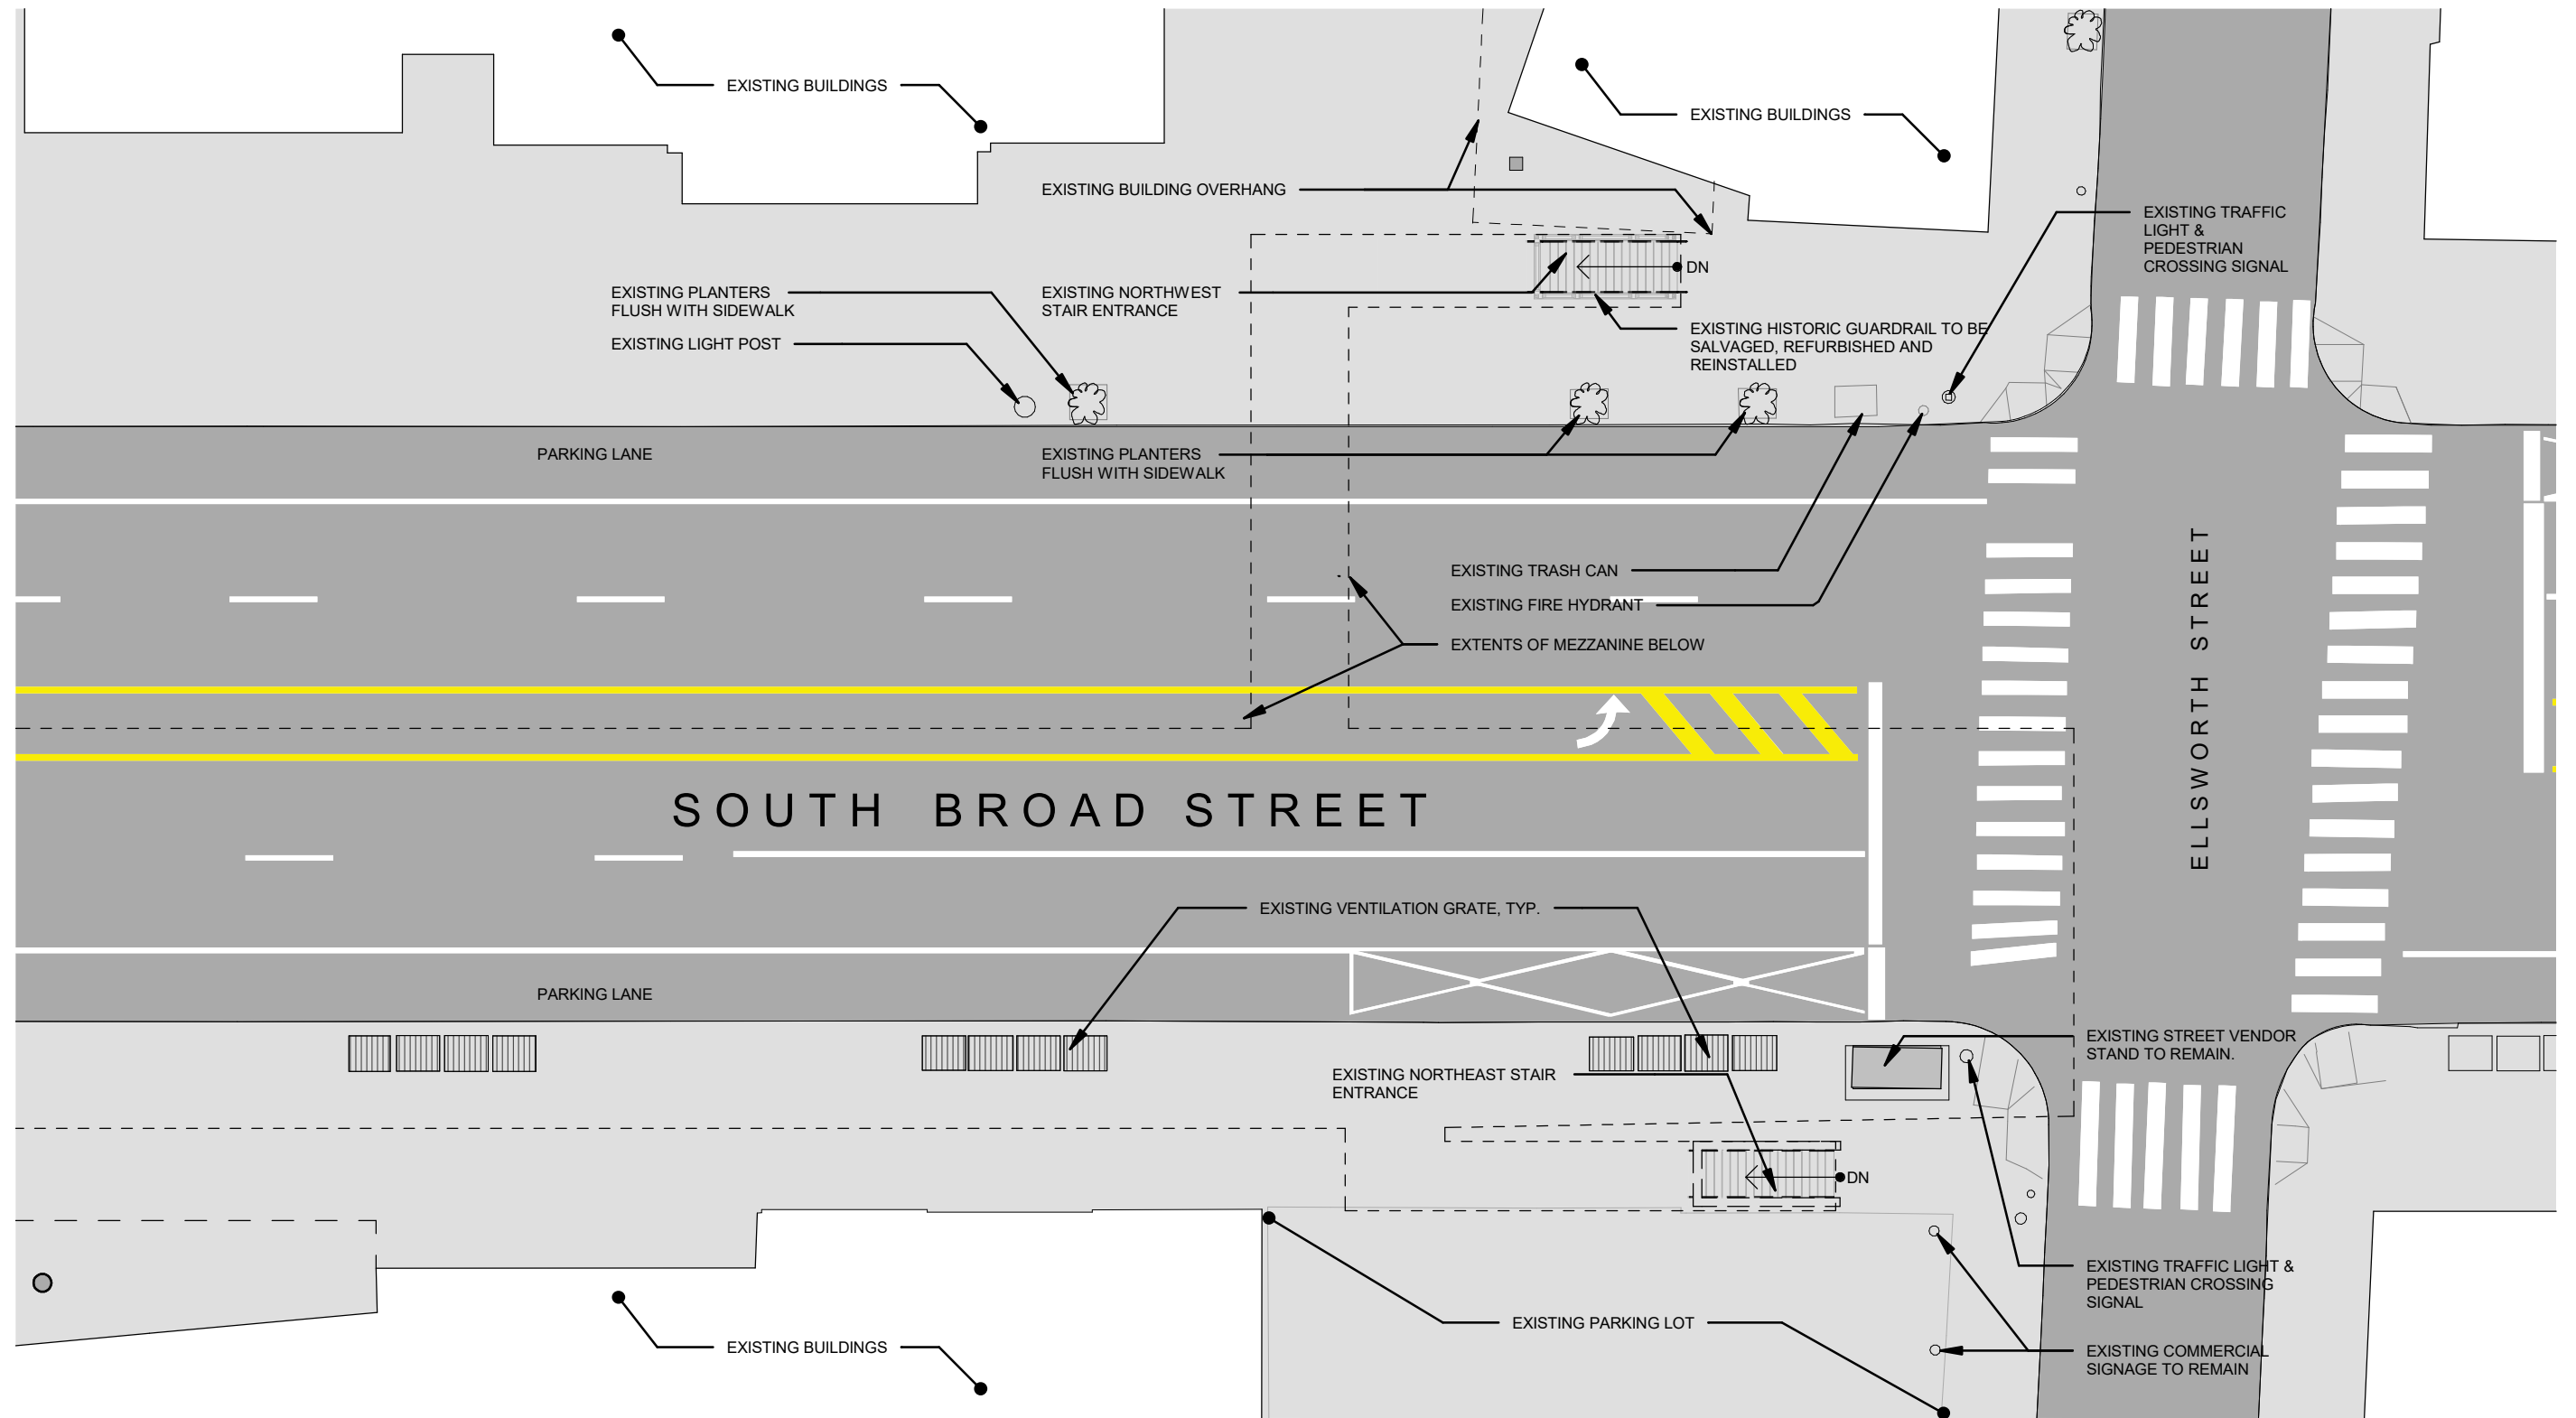 EXISTING BUILDINGS
EXISTING BUILDINGS
EXISTING BUILDING OVERHANG
EXISTING TRAFFIC
LIGHT &
PEDESTRIAN
CROSSING SIGNAL
DN
EXISTING PLANTERS
FLUSH WITH SIDEWALK
EXISTING NORTHWEST
STAIR ENTRANCE
EXISTING HISTORIC GUARDRAIL TO BE
SALVAGED, REFURBISHED AND
REINSTALLED
EXISTING LIGHT POST
PARKING LANE
EXISTING PLANTERS
FLUSH WITH SIDEWALK
EXISTING TRASH CAN
EXISTING FIRE HYDRANT
EXTENTS OF MEZZANINE BELOW
ELLSWORTH STREET
SOUTH BROAD STREET
EXISTING VENTILATION GRATE, TYP.
PARKING LANE
EXISTING STREET VENDOR
STAND TO REMAIN.
EXISTING NORTHEAST STAIR
ENTRANCE
DN
EXISTING TRAFFIC LIGHT &
PEDESTRIAN CROSSING
SIGNAL
EXISTING PARKING LOT
EXISTING BUILDINGS
EXISTING COMMERCIAL
SIGNAGE TO REMAIN